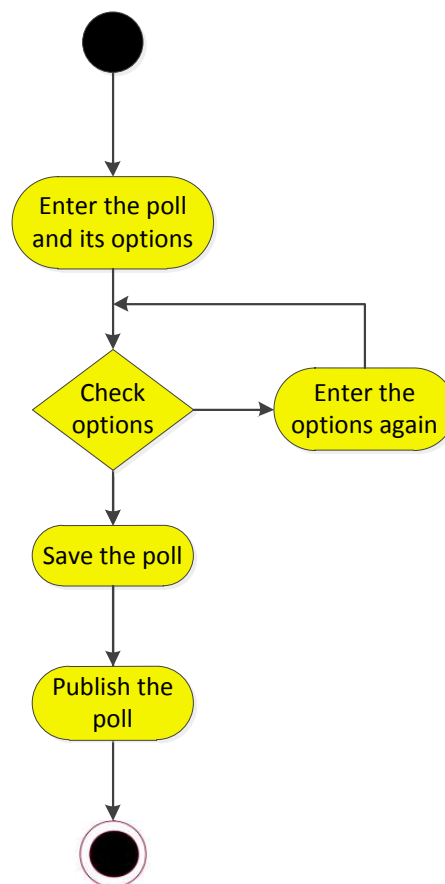 Enter the poll
and its options
Check
options
Enter the
options again
Save the poll
Publish the
poll